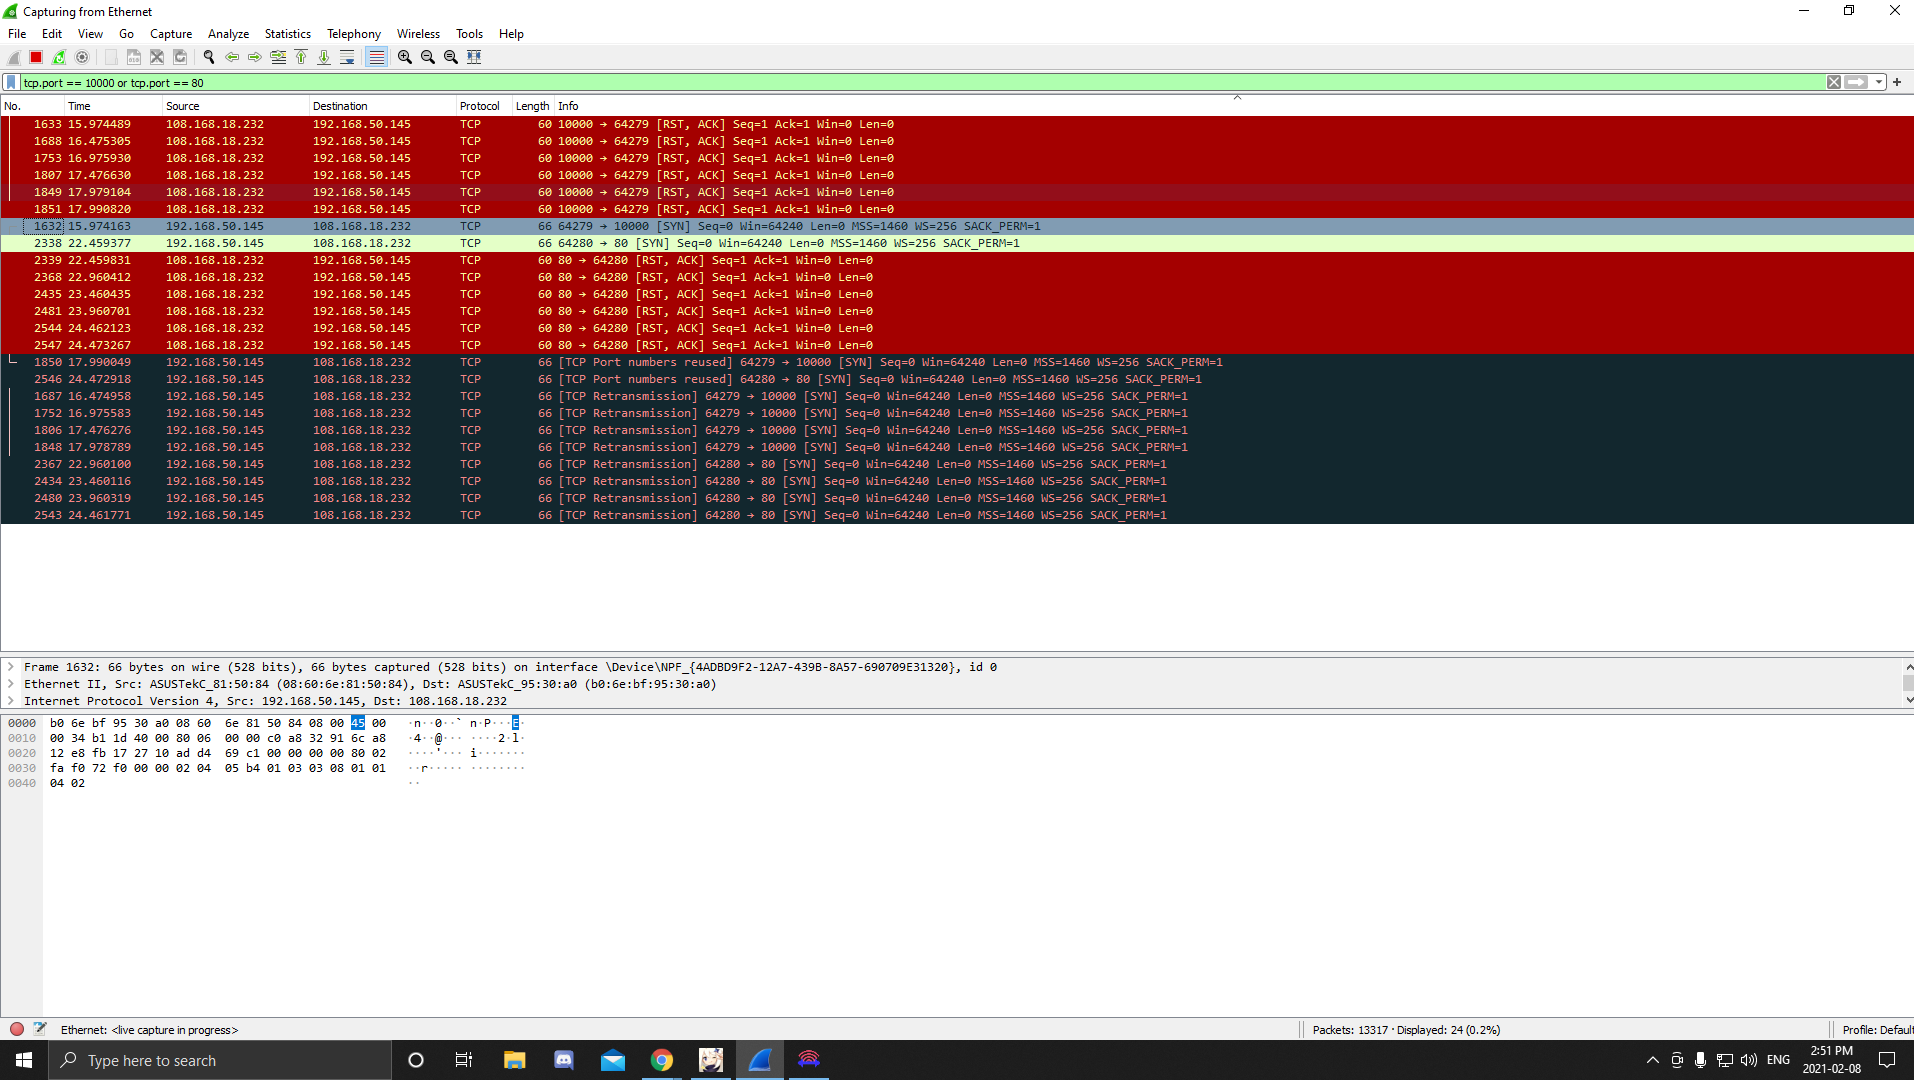 Capturing from Ethernet
File Edit View Go Capture Analyze Statistics Telephony Wireless Tools Help
tcp.port == 10000 or tcp.port == 80
No. Time Source Destination Protocol Length Info
1633 15.974489 108.168.18.232 192.168.50.145 TCP 60 10000 → 64279 [RST, ACK] Seq=1 Ack=1 Win=0 Len=0
1688 16.475305 108.168.18.232 192.168.50.145 TCP 60 10000 → 64279 [RST, ACK] Seq=1 Ack=1 Win=0 Len=0
1753 16.975930 108.168.18.232 192.168.50.145 TCP 60 10000 → 64279 [RST, ACK] Seq=1 Ack=1 Win=0 Len=0
1807 17.476630 108.168.18.232 192.168.50.145 TCP 60 10000 → 64279 [RST, ACK] Seq=1 Ack=1 Win=0 Len=0
1849 17.979104 108.168.18.232 192.168.50.145 TCP 60 10000 → 64279 [RST, ACK] Seq=1 Ack=1 Win=0 Len=0
1851 17.990820 108.168.18.232 192.168.50.145 TCP 60 10000 → 64279 [RST, ACK] Seq=1 Ack=1 Win=0 Len=0
1632 15.974163 192.168.50.145 108.168.18.232 TCP 66 64279 → 10000 [SYN] Seq=0 Win=64240 Len=0 MSS=1460 WS=256 SACK_PERM=1
2338 22.459377 192.168.50.145 108.168.18.232 TCP 66 64280 → 80 [SYN] Seq=0 Win=64240 Len=0 MSS=1460 WS=256 SACK_PERM=1
2339 22.459831 108.168.18.232 192.168.50.145 TCP 60 80 → 64280 [RST, ACK] Seq=1 Ack=1 Win=0 Len=0
2368 22.960412 108.168.18.232 192.168.50.145 TCP 60 80 → 64280 [RST, ACK] Seq=1 Ack=1 Win=0 Len=0
2435 23.460435 108.168.18.232 192.168.50.145 TCP 60 80 → 64280 [RST, ACK] Seq=1 Ack=1 Win=0 Len=0
2481 23.960701 108.168.18.232 192.168.50.145 TCP 60 80 → 64280 [RST, ACK] Seq=1 Ack=1 Win=0 Len=0
2544 24.462123 108.168.18.232 192.168.50.145 TCP 60 80 → 64280 [RST, ACK] Seq=1 Ack=1 Win=0 Len=0
2547 24.473267 108.168.18.232 192.168.50.145 TCP 60 80 → 64280 [RST, ACK] Seq=1 Ack=1 Win=0 Len=0
1850 17.990049 192.168.50.145 108.168.18.232 TCP 66 [TCP Port numbers reused] 64279 → 10000 [SYN] Seq=0 Win=64240 Len=0 MSS=1460 WS=256 SACK_PERM=1
2546 24.472918 192.168.50.145 108.168.18.232 TCP 66 [TCP Port numbers reused] 64280 → 80 [SYN] Seq=0 Win=64240 Len=0 MSS=1460 WS=256 SACK_PERM=1
1687 16.474958 192.168.50.145 108.168.18.232 TCP 66 [TCP Retransmission] 64279 → 10000 [SYN] Seq=0 Win=64240 Len=0 MSS=1460 WS=256 SACK_PERM=1
1752 16.975583 192.168.50.145 108.168.18.232 TCP 66 [TCP Retransmission] 64279 → 10000 [SYN] Seq=0 Win=64240 Len=0 MSS=1460 WS=256 SACK_PERM=1
1806 17.476276 192.168.50.145 108.168.18.232 TCP 66 [TCP Retransmission] 64279 → 10000 [SYN] Seq=0 Win=64240 Len=0 MSS=1460 WS=256 SACK_PERM=1
1848 17.978789 192.168.50.145 108.168.18.232 TCP 66 [TCP Retransmission] 64279 → 10000 [SYN] Seq=0 Win=64240 Len=0 MSS=1460 WS=256 SACK_PERM=1
2367 22.960100 192.168.50.145 108.168.18.232 TCP 66 [TCP Retransmission] 64280 → 80 [SYN] Seq=0 Win=64240 Len=0 MSS=1460 WS=256 SACK_PERM=1
2434 23.460116 192.168.50.145 108.168.18.232 TCP 66 [TCP Retransmission] 64280 → 80 [SYN] Seq=0 Win=64240 Len=0 MSS=1460 WS=256 SACK_PERM=1
2480 23.960319 192.168.50.145 108.168.18.232 TCP 66 [TCP Retransmission] 64280 → 80 [SYN] Seq=0 Win=64240 Len=0 MSS=1460 WS=256 SACK_PERM=1
2543 24.461771 192.168.50.145 108.168.18.232 TCP 66 [TCP Retransmission] 64280 → 80 [SYN] Seq=0 Win=64240 Len=0 MSS=1460 WS=256 SACK_PERM=1
Frame 1632: 66 bytes on wire (528 bits), 66 bytes captured (528 bits) on interface \Device\NPF_{4ADBD9F2-12A7-439B-8A57-690709E31320}, id 0
Ethernet II, Src: ASUSTekC_81:50:84 (08:60:6e:81:50:84), Dst: ASUSTekC_95:30:a0 (b0:6e:bf:95:30:a0)
Internet Protocol Version 4, Src: 192.168.50.145, Dst: 108.168.18.232
0000 b0 6e bf 95 30 a0 08 60 6e 81 50 84 08 00 45 00 ·n··0··` n·P···E·
0010 00 34 b1 1d 40 00 80 06 00 00 c0 a8 32 91 6c a8 ·4··@··· ····2·l·
0020 12 e8 fb 17 27 10 ad d4 69 c1 00 00 00 00 80 02 ····'··· i·······
0030 fa f0 72 f0 00 00 02 04 05 b4 01 03 03 08 01 01 ··r····· ········
0040 04 02 ··
Ethernet: <live capture in progress>
Packets: 13317 · Displayed: 24 (0.2%)
Profile: Default
Type here to search
ENG
2:51 PM
2021-02-08